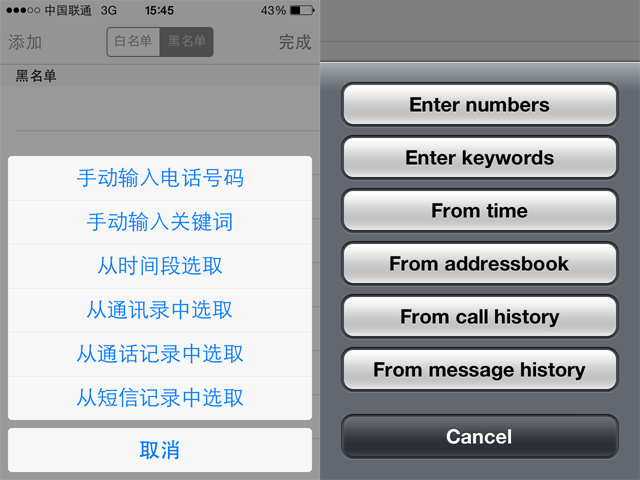 中国联通 3G 15:45 43%
添加 白名单 黑名单 完成
黑名单
手动输入电话号码
手动输入关键词
从时间段选取
从通讯录中选取
从通话记录中选取
从短信记录中选取
取消
Enter numbers
Enter keywords
From time
From addressbook
From call history
From message history
Cancel